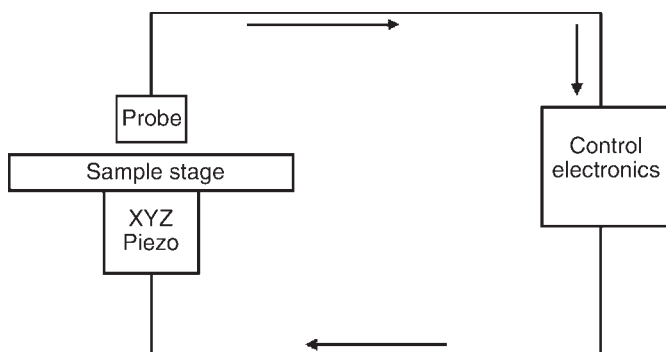 Probe
Sample stage
XYZ
Piezo
Control
electronics